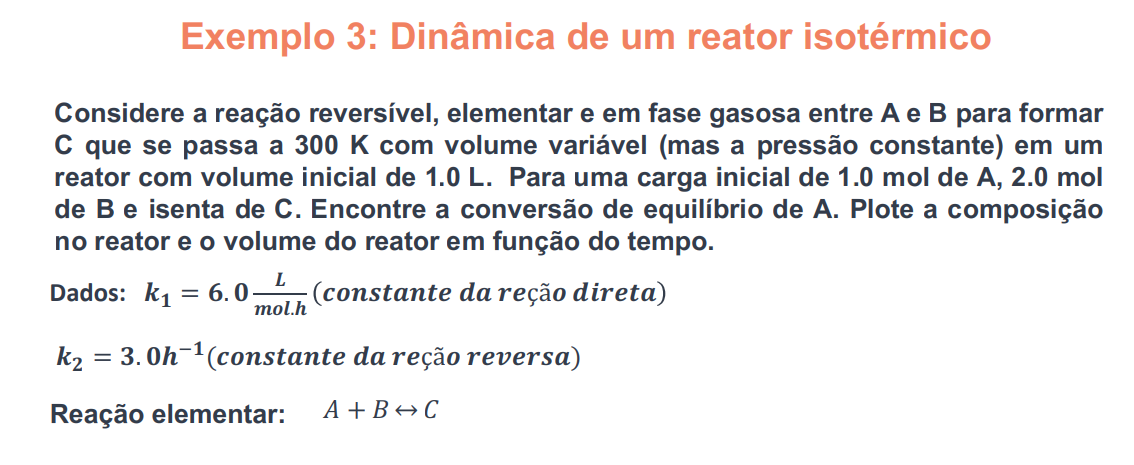 Exemplo 3: Dinâmica de um reator isotérmico
Considere a reação reversível, elementar e em fase gasosa entre A e B para formar
C que se passa a 300 K com volume variável (mas a pressão constante) em um
reator com volume inicial de 1.0 L. Para uma carga inicial de 1.0 mol de A, 2.0 mol
de B e isenta de C. Encontre a conversão de equilíbrio de A. Plote a composição
no reator e o volume do reator em função do tempo.
Dados: k₁ = 6.0 L/mol.h (constante da reção direta)
k₂ = 3.0h⁻¹(constante da reção reversa)
Reação elementar: A + B ↔ C